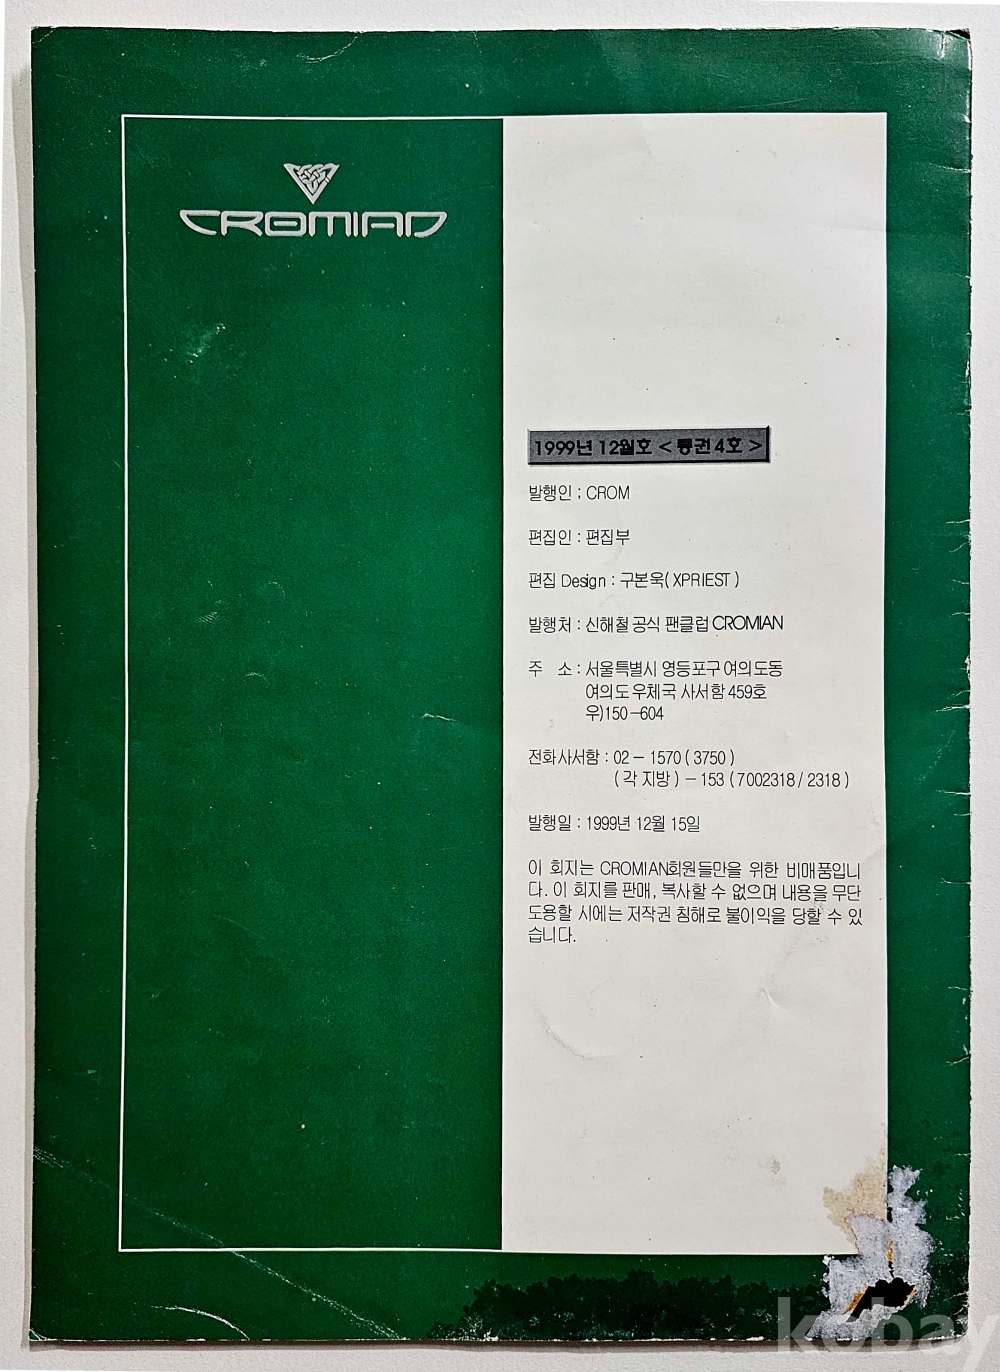 CROMIAN
1999년 12월호 < 통권 4호 >
발행인 ; CROM
편집인 : 편집부
편집 Design : 구본욱( XPRIEST )
발행처 : 신해철 공식 팬클럽 CROMIAN
주 소 : 서울특별시 영등포구 여의도동
여의도 우체국 사서함 459호
우)150-604
전화사서함 : 02 - 1570 ( 3750 )
( 각 지방 ) - 153 ( 7002318 / 2318 )
발행일 : 1999년 12월 15일
이 회지는 CROMIAN회원들만을 위한 비매품입니
다. 이 회지를 판매, 복사할 수 없으며 내용을 무단
도용할 시에는 저작권 침해로 불이익을 당할 수 있
습니다.
kobay